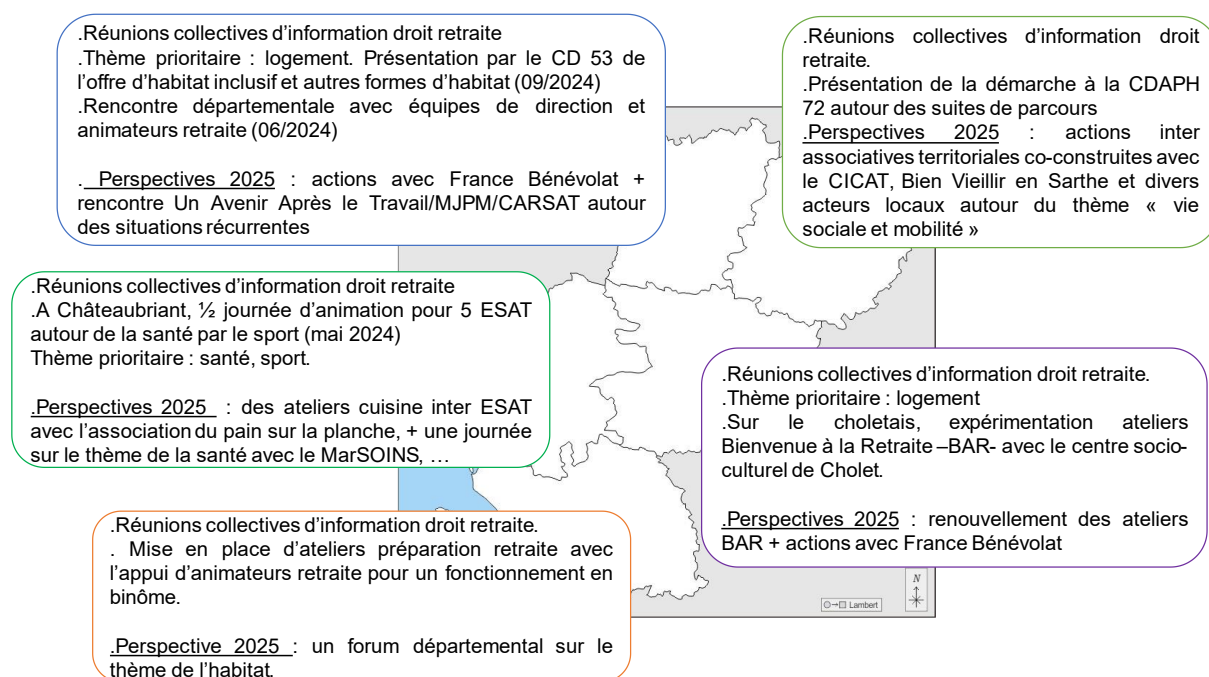 .Réunions collectives d'information droit retraite
.Thème prioritaire : logement. Présentation par le CD 53 de
l'offre d'habitat inclusif et autres formes d'habitat (09/2024)
.Rencontre départementale avec équipes de direction et
animateurs retraite (06/2024)
. Perspectives 2025 : actions avec France Bénévolat +
rencontre Un Avenir Après le Travail/MJPM/CARSAT autour
des situations récurrentes
.Réunions collectives d'information droit
retraite.
.Présentation de la démarche à la CDAPH
72 autour des suites de parcours
.Perspectives 2025 : actions inter
associatives territoriales co-construites avec
le CICAT, Bien Vieillir en Sarthe et divers
acteurs locaux autour du thème « vie
sociale et mobilité »
.Réunions collectives d'information droit retraite
.A Châteaubriant, ½ journée d'animation pour 5 ESAT
autour de la santé par le sport (mai 2024)
Thème prioritaire : santé, sport.
.Perspectives 2025 : des ateliers cuisine inter ESAT
avec l'association du pain sur la planche, + une journée
sur le thème de la santé avec le MarSOINS, …
.Réunions collectives d'information droit retraite.
.Thème prioritaire : logement
.Sur le choletais, expérimentation ateliers
Bienvenue à la Retraite –BAR- avec le centre socio-
culturel de Cholet.
.Perspectives 2025 : renouvellement des ateliers
BAR + actions avec France Bénévolat
.Réunions collectives d'information droit retraite.
. Mise en place d'ateliers préparation retraite avec
l'appui d'animateurs retraite pour un fonctionnement en
binôme.
.Perspective 2025 : un forum départemental sur le
thème de l'habitat.
Lambert
N